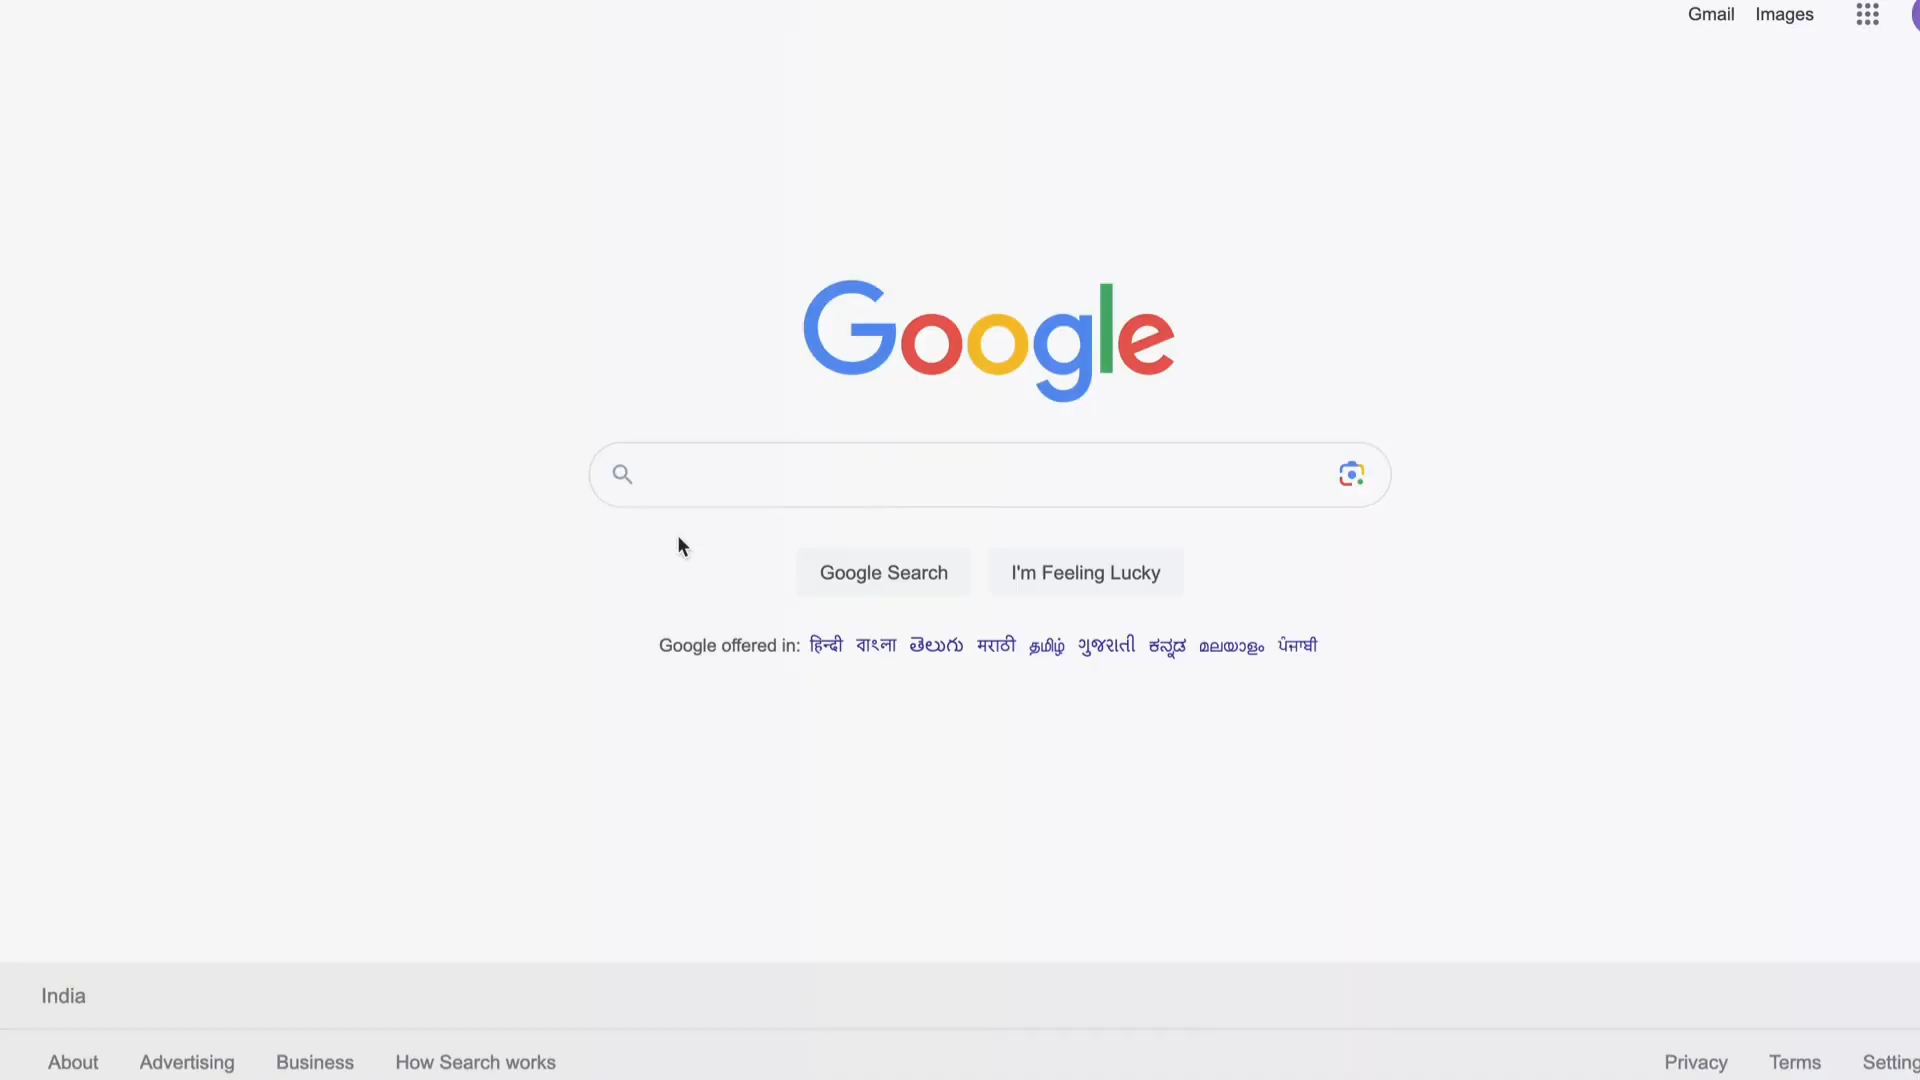 Gmail Images
Google
Google Search I'm Feeling Lucky
Google offered in: हिन्दी বাংলা తెలుగు मराठी தமிழ் ગુજરાતી ಕನ್ನಡ മലയാളം ਪੰਜਾਬੀ
India
About Advertising Business How Search works Privacy Terms Setting